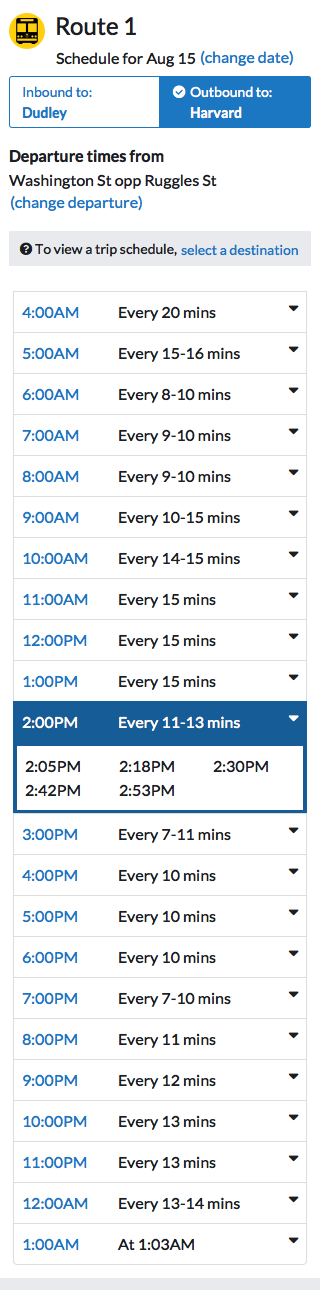 Route 1
Schedule for Aug 15 (change date)
Inbound to:
Dudley
Outbound to:
Harvard
Departure times from
Washington St opp Ruggles St
(change departure)
To view a trip schedule, select a destination
4:00AM Every 20 mins
5:00AM Every 15-16 mins
6:00AM Every 8-10 mins
7:00AM Every 9-10 mins
8:00AM Every 9-10 mins
9:00AM Every 10-15 mins
10:00AM Every 14-15 mins
11:00AM Every 15 mins
12:00PM Every 15 mins
1:00PM Every 15 mins
2:00PM Every 11-13 mins
2:05PM 2:18PM 2:30PM
2:42PM 2:53PM
3:00PM Every 7-11 mins
4:00PM Every 10 mins
5:00PM Every 10 mins
6:00PM Every 10 mins
7:00PM Every 7-10 mins
8:00PM Every 11 mins
9:00PM Every 12 mins
10:00PM Every 13 mins
11:00PM Every 13 mins
12:00AM Every 13-14 mins
1:00AM At 1:03AM